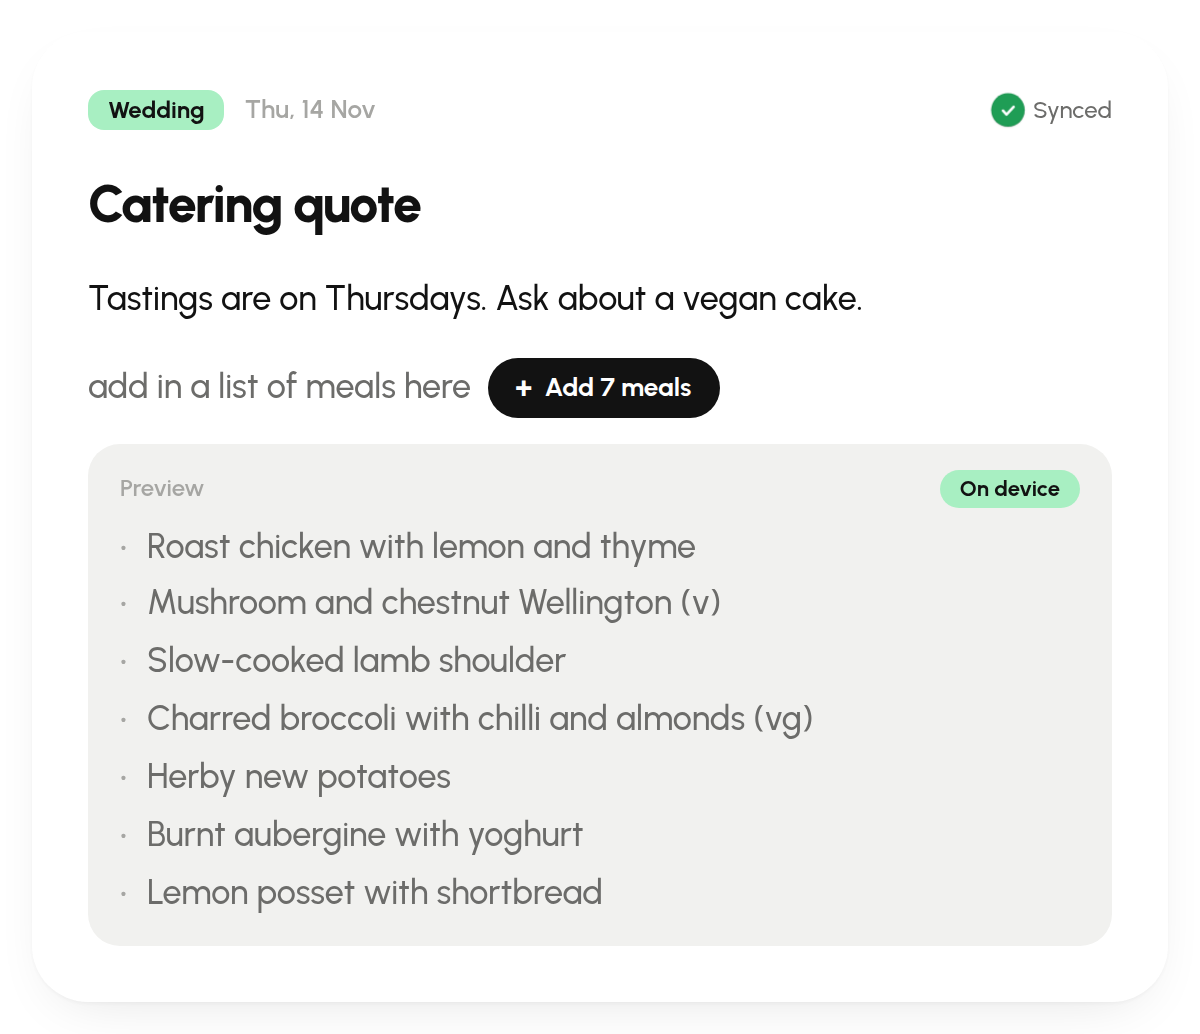 Wedding Thu, 14 Nov Synced
Catering quote
Tastings are on Thursdays. Ask about a vegan cake.
add in a list of meals here + Add 7 meals
Preview On device
· Roast chicken with lemon and thyme
· Mushroom and chestnut Wellington (v)
· Slow-cooked lamb shoulder
· Charred broccoli with chilli and almonds (vg)
· Herby new potatoes
· Burnt aubergine with yoghurt
· Lemon posset with shortbread